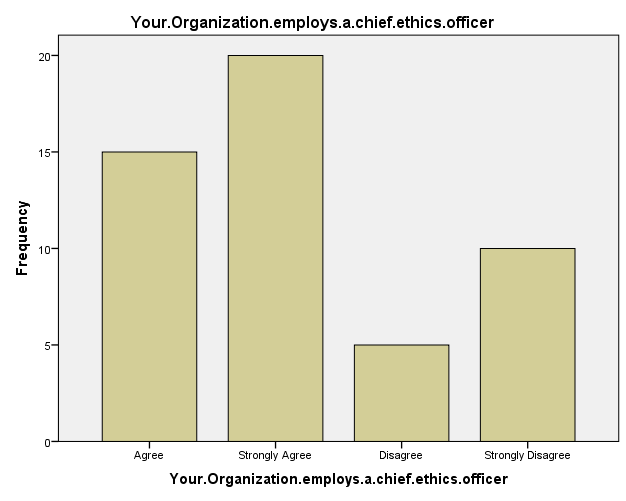 Your.Organization.employs.a.chief.ethics.officer
20
15
10
5
0
Frequency
Agree Strongly Agree Disagree Strongly Disagree
Your.Organization.employs.a.chief.ethics.officer